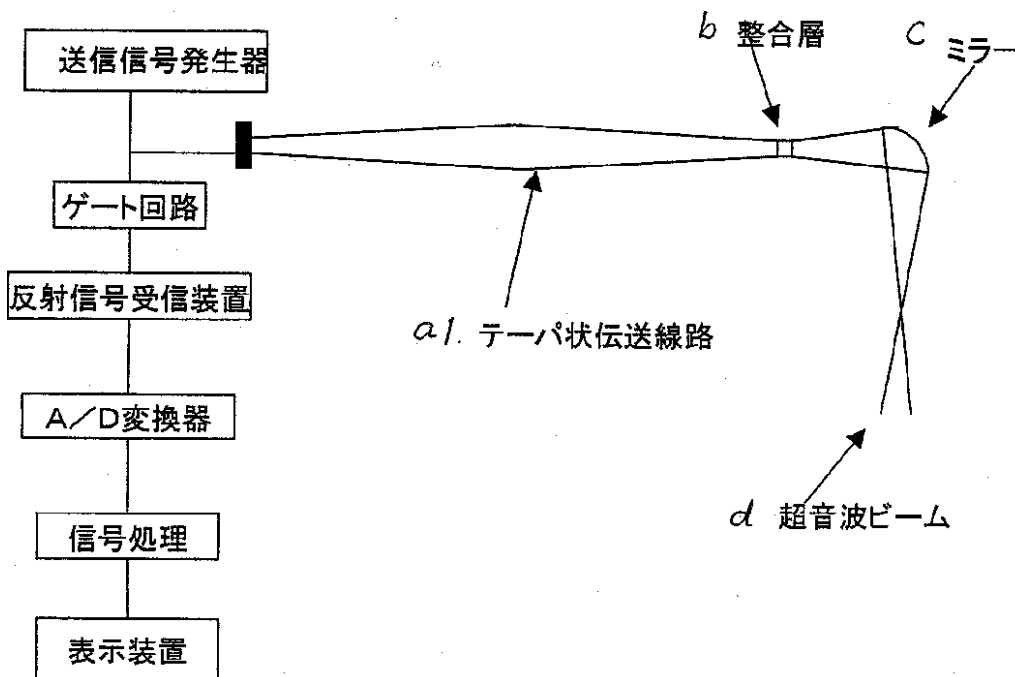 送信信号発生器
b 整合層
c ミラー
ゲート回路
反射信号受信装置
a1. テーパ状伝送線路
A/D変換器
d 超音波ビーム
信号処理
表示装置